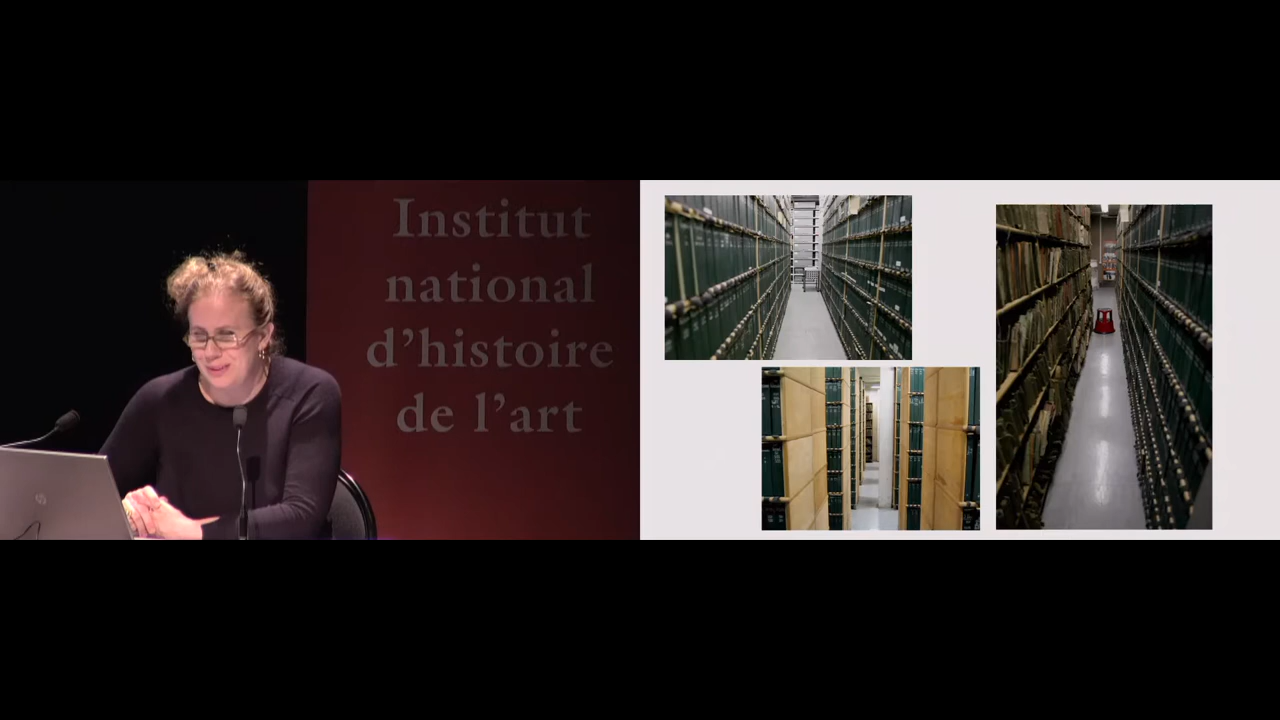 Institut
national
d’histoire
de l’art